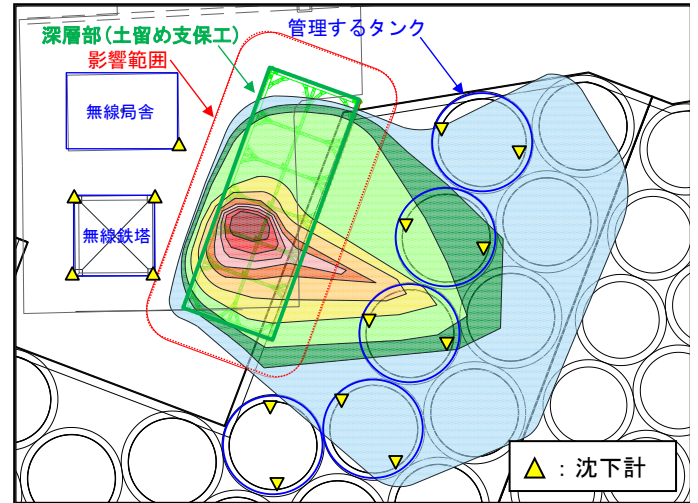 深層部(土留め支保工)
影響範囲
管理するタンク
無線局舎
無線鉄塔
：沈下計